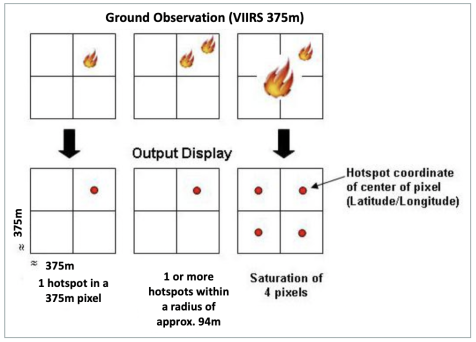 Ground Observation (VIIRS 375m)
Output Display
Hotspot coordinate
of center of pixel
(Latitude/Longitude)
≈ 375m
≈ 375m
1 hotspot in a
375m pixel
1 or more
hotspots within
a radius of
approx. 94m
Saturation of
4 pixels